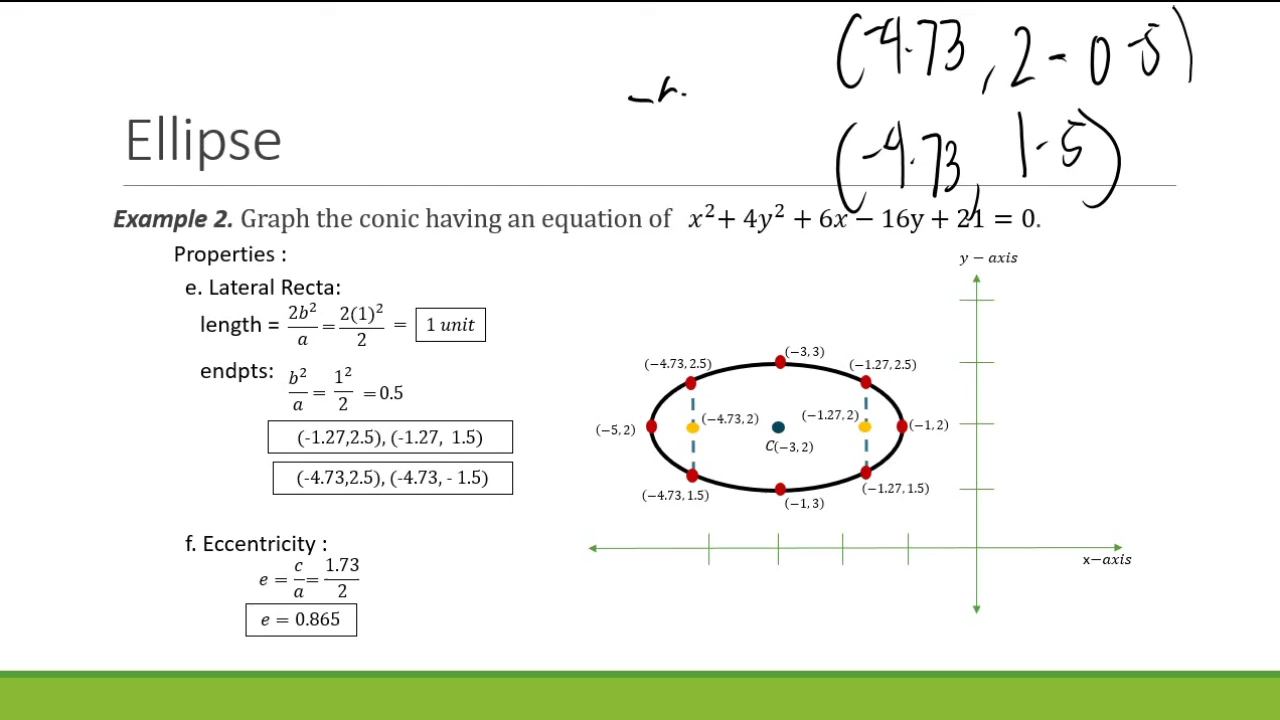 (-4.73, 2-0.5)
Ellipse
(-4.73, 1.5)
Example 2. Graph the conic having an equation of x² + 4y² + 6x − 16y + 21 = 0.
Properties :
e. Lateral Recta:
length = 2b²/a = 2(1)²/2 = 1 unit
endpts: b²/a = 1²/2 = 0.5
(-1.27,2.5), (-1.27, 1.5)
(-4.73,2.5), (-4.73, - 1.5)
f. Eccentricity :
e = c/a = 1.73/2
e = 0.865
y − axis
(−3, 3)
(−4.73, 2.5)
(−1.27, 2.5)
(−4.73, 2)
(−1.27, 2)
(−5, 2)
(−1, 2)
C(−3, 2)
(−4.73, 1.5)
(−1.27, 1.5)
(−1, 3)
x−axis